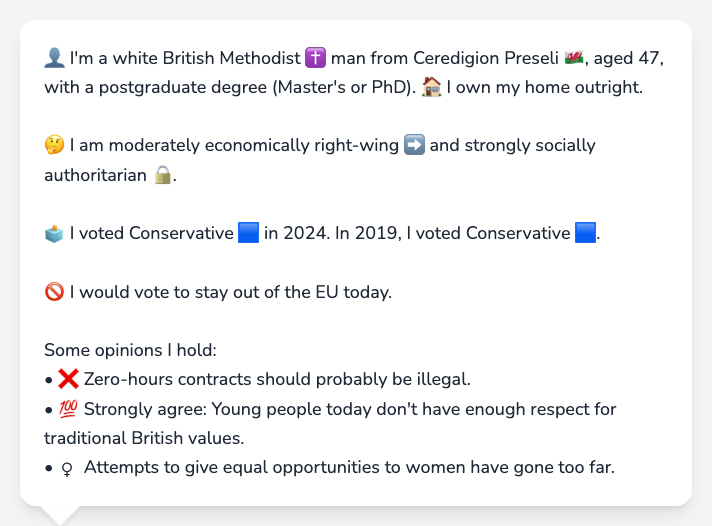 👤 I'm a white British Methodist ✝️ man from Ceredigion Preseli 🏴󠁧󠁢󠁷󠁬󠁳󠁿, aged 47,
with a postgraduate degree (Master's or PhD). 🏠 I own my home outright.
🤔 I am moderately economically right-wing ➡️ and strongly socially
authoritarian 🔒.
🗳️ I voted Conservative 🟦 in 2024. In 2019, I voted Conservative 🟦.
🚫 I would vote to stay out of the EU today.
Some opinions I hold:
• ❌ Zero-hours contracts should probably be illegal.
• 💯 Strongly agree: Young people today don't have enough respect for
traditional British values.
• ♀ Attempts to give equal opportunities to women have gone too far.